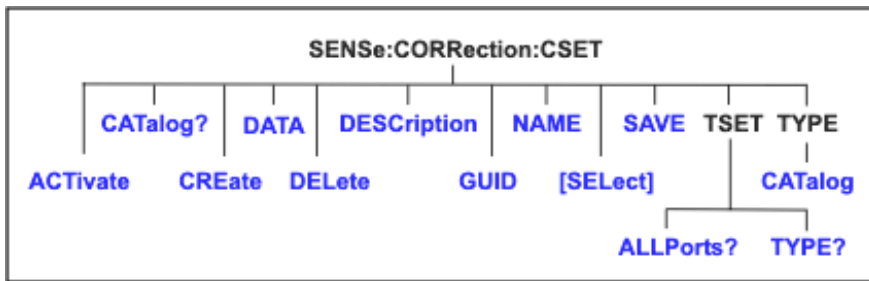 SENSe:CORRection:CSET
CATalog? DATA DESCription NAME SAVE TSET TYPE
ACTivate CREate DELete GUID [SELect] CATalog
ALLPorts? TYPE?